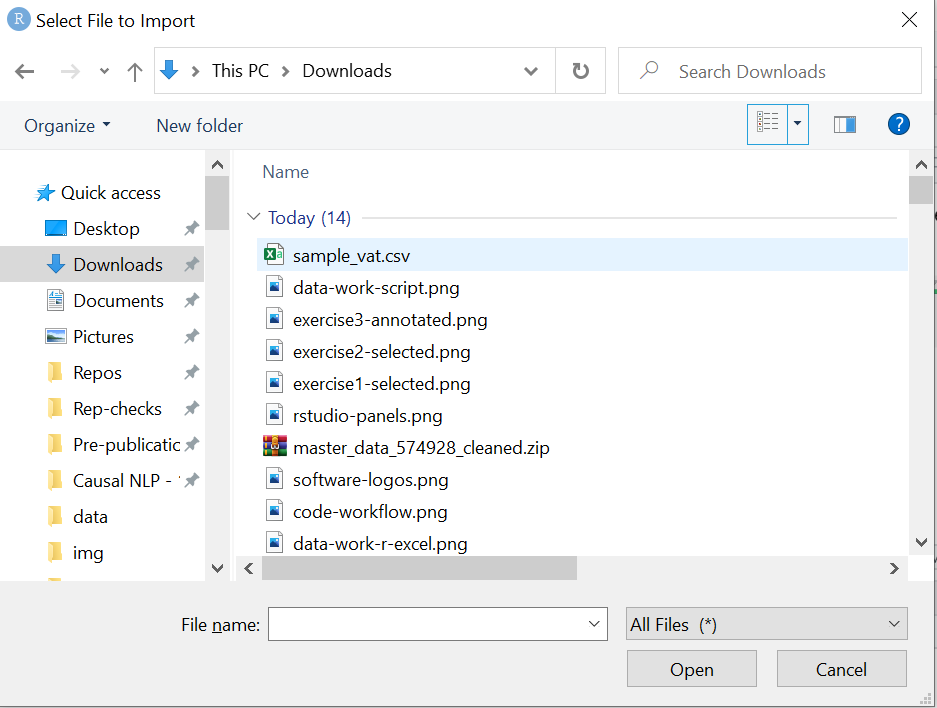 R Select File to Import
This PC > Downloads
Search Downloads
Organize
New folder
?
Quick access
Desktop
Downloads
Documents
Pictures
Repos
Rep-checks
Pre-publicatic
Causal NLP -
data
img
Name
Today (14)
sample_vat.csv
data-work-script.png
exercise3-annotated.png
exercise2-selected.png
exercise1-selected.png
rstudio-panels.png
master_data_574928_cleaned.zip
software-logos.png
code-workflow.png
data-work-r-excel.png
File name:
All Files (*)
Open
Cancel